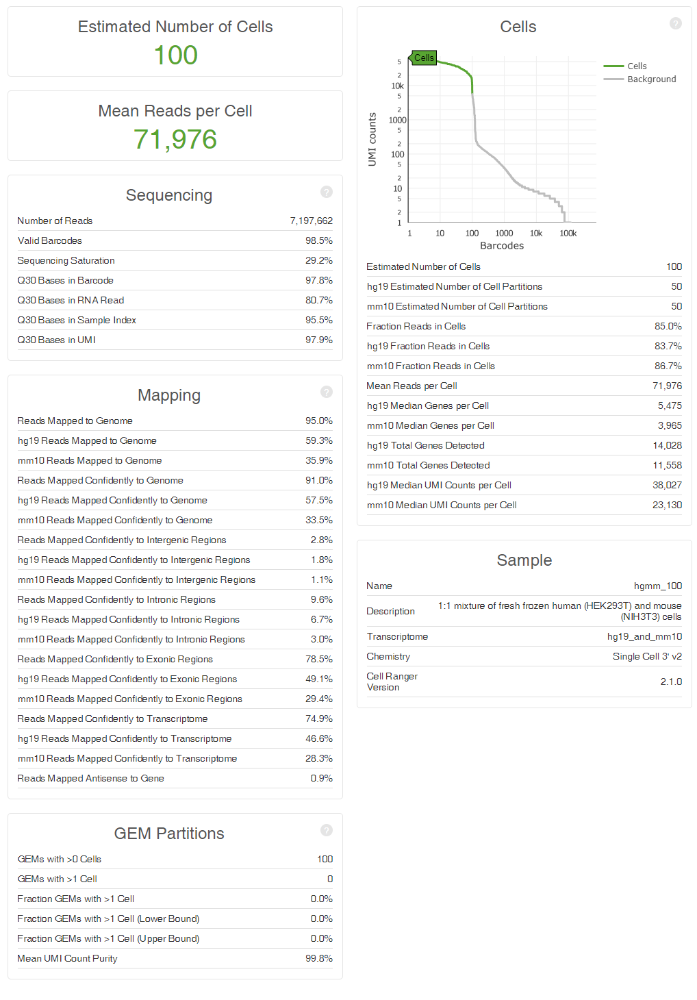 Estimated Number of Cells
100
Mean Reads per Cell
71,976
Sequencing
?
Number of Reads 7,197,662
Valid Barcodes 98.5%
Sequencing Saturation 29.2%
Q30 Bases in Barcode 97.8%
Q30 Bases in RNA Read 80.7%
Q30 Bases in Sample Index 95.5%
Q30 Bases in UMI 97.9%
Mapping
?
Reads Mapped to Genome 95.0%
hg19 Reads Mapped to Genome 59.3%
mm10 Reads Mapped to Genome 35.9%
Reads Mapped Confidently to Genome 91.0%
hg19 Reads Mapped Confidently to Genome 57.5%
mm10 Reads Mapped Confidently to Genome 33.5%
Reads Mapped Confidently to Intergenic Regions 2.8%
hg19 Reads Mapped Confidently to Intergenic Regions 1.8%
mm10 Reads Mapped Confidently to Intergenic Regions 1.1%
Reads Mapped Confidently to Intronic Regions 9.6%
hg19 Reads Mapped Confidently to Intronic Regions 6.7%
mm10 Reads Mapped Confidently to Intronic Regions 3.0%
Reads Mapped Confidently to Exonic Regions 78.5%
hg19 Reads Mapped Confidently to Exonic Regions 49.1%
mm10 Reads Mapped Confidently to Exonic Regions 29.4%
Reads Mapped Confidently to Transcriptome 74.9%
hg19 Reads Mapped Confidently to Transcriptome 46.6%
mm10 Reads Mapped Confidently to Transcriptome 28.3%
Reads Mapped Antisense to Gene 0.9%
GEM Partitions
?
GEMs with >0 Cells 100
GEMs with >1 Cell 0
Fraction GEMs with >1 Cell 0.0%
Fraction GEMs with >1 Cell (Lower Bound) 0.0%
Fraction GEMs with >1 Cell (Upper Bound) 0.0%
Mean UMI Count Purity 99.8%
Cells
?
Cells
Cells
Background
5
2
10k
5
2
1000
5
2
100
5
2
10
5
2
1
UMI counts
1 10 100 1000 10k 100k
Barcodes
Estimated Number of Cells 100
hg19 Estimated Number of Cell Partitions 50
mm10 Estimated Number of Cell Partitions 50
Fraction Reads in Cells 85.0%
hg19 Fraction Reads in Cells 83.7%
mm10 Fraction Reads in Cells 86.7%
Mean Reads per Cell 71,976
hg19 Median Genes per Cell 5,475
mm10 Median Genes per Cell 3,965
hg19 Total Genes Detected 14,028
mm10 Total Genes Detected 11,558
hg19 Median UMI Counts per Cell 38,027
mm10 Median UMI Counts per Cell 23,130
Sample
Name hgmm_100
Description 1:1 mixture of fresh frozen human (HEK293T) and mouse
(NIH3T3) cells
Transcriptome hg19_and_mm10
Chemistry Single Cell 3' v2
Cell Ranger
Version 2.1.0